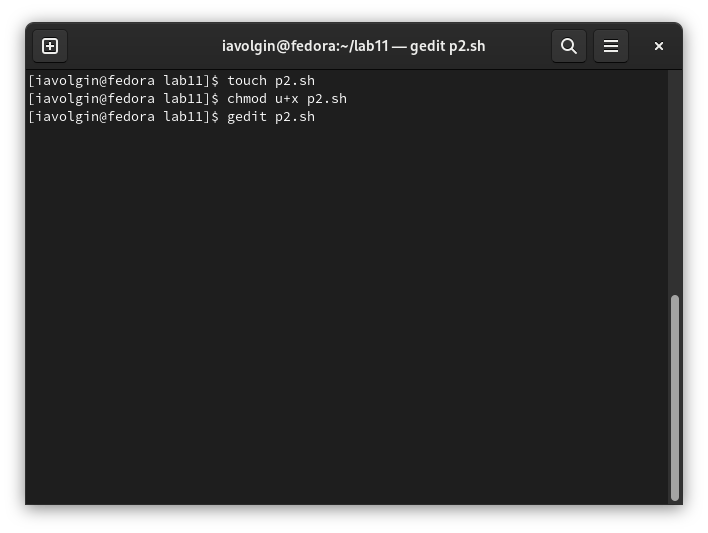 iavolgin@fedora:~/lab11 — gedit p2.sh
[iavolgin@fedora lab11]$ touch p2.sh
[iavolgin@fedora lab11]$ chmod u+x p2.sh
[iavolgin@fedora lab11]$ gedit p2.sh